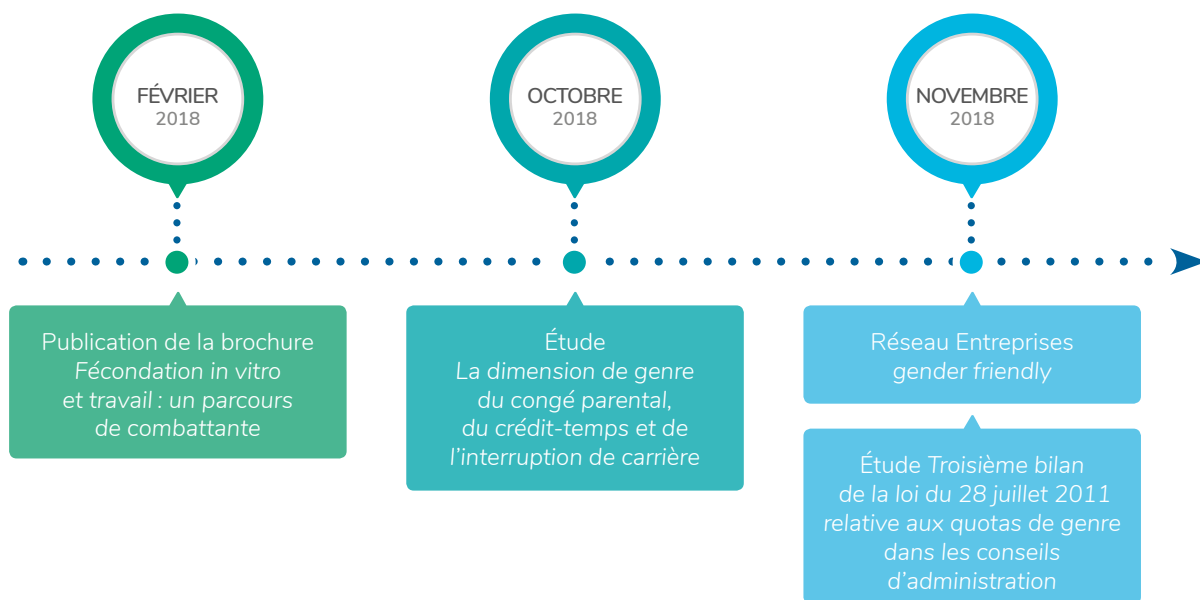 FÉVRIER
2018
OCTOBRE
2018
NOVEMBRE
2018
Publication de la brochure
Fécondation in vitro
et travail : un parcours
de combattante
Étude
La dimension de genre
du congé parental,
du crédit-temps et de
l'interruption de carrière
Réseau Entreprises
gender friendly
Étude Troisième bilan
de la loi du 28 juillet 2011
relative aux quotas de genre
dans les conseils
d'administration